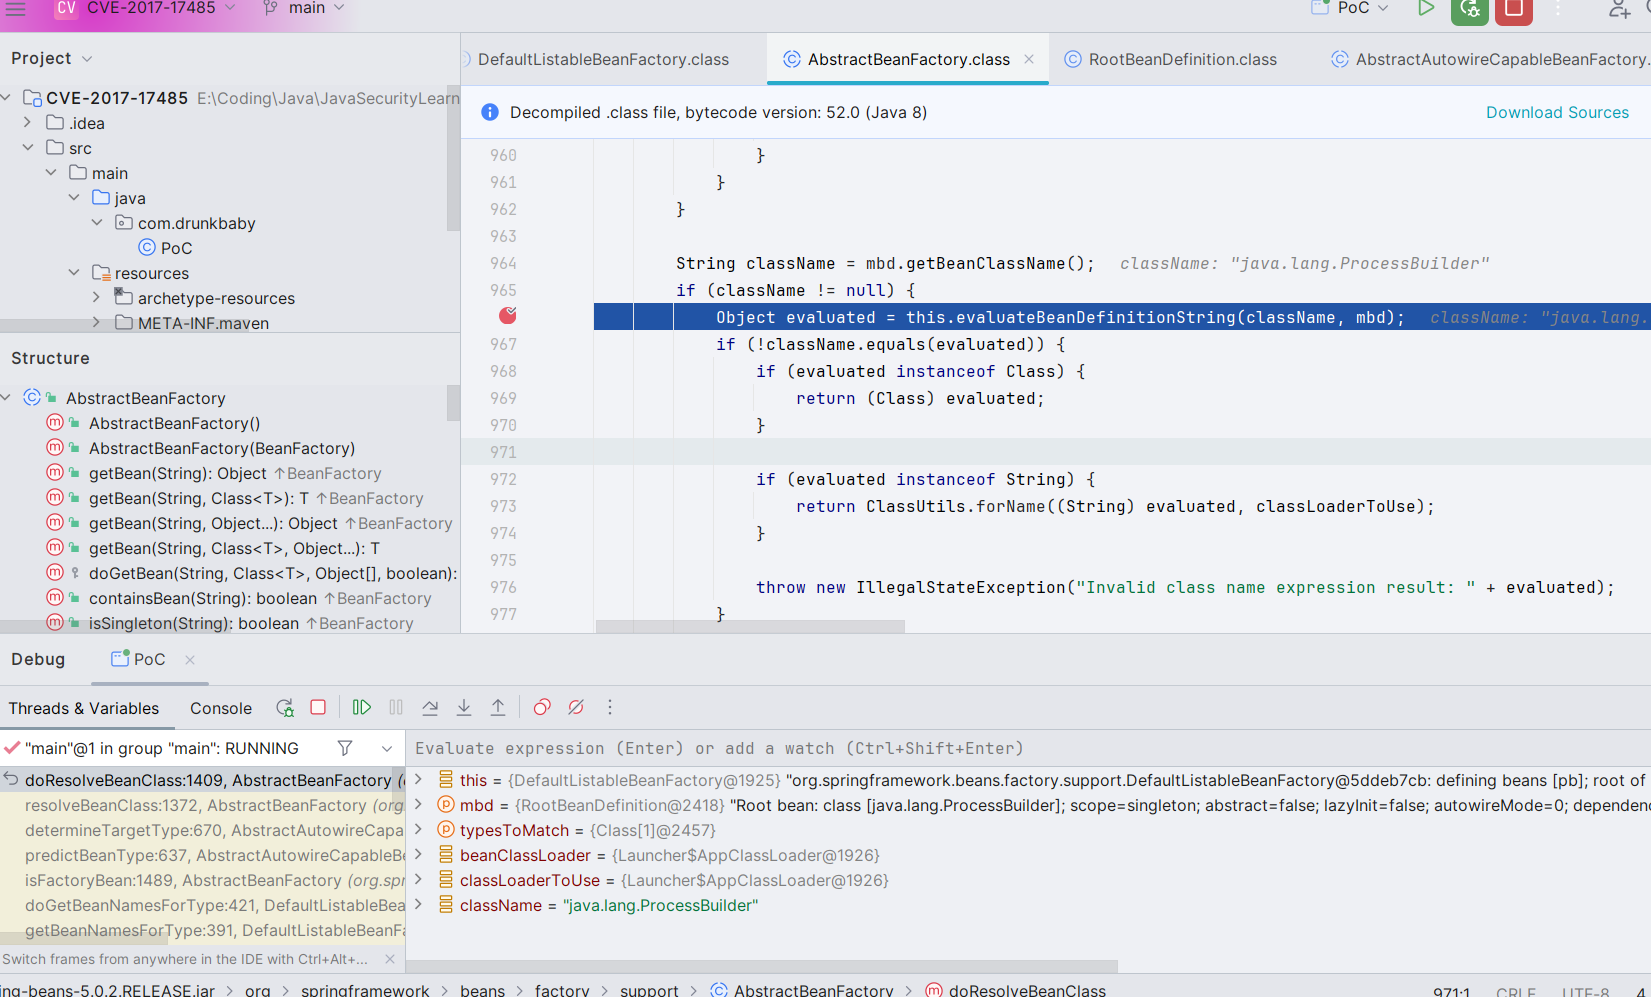 CV CVE-2017-17485 main PoC
Project
CVE-2017-17485 E:\Coding\Java\JavaSecurityLearn
.idea
src
main
java
com.drunkbaby
PoC
resources
archetype-resources
META-INF.maven
Structure
AbstractBeanFactory
AbstractBeanFactory()
AbstractBeanFactory(BeanFactory)
getBean(String): Object ↑BeanFactory
getBean(String, Class<T>): T ↑BeanFactory
getBean(String, Object...): Object ↑BeanFactory
getBean(String, Class<T>, Object...): T
doGetBean(String, Class<T>, Object[], boolean):
containsBean(String): boolean ↑BeanFactory
isSingleton(String): boolean ↑BeanFactory
DefaultListableBeanFactory.class AbstractBeanFactory.class RootBeanDefinition.class AbstractAutowireCapableBeanFactory.
Decompiled .class file, bytecode version: 52.0 (Java 8) Download Sources
960 }
961 }
962 }
963
964 String className = mbd.getBeanClassName(); className: "java.lang.ProcessBuilder"
965 if (className != null) {
Object evaluated = this.evaluateBeanDefinitionString(className, mbd); className: "java.lang.
967 if (!className.equals(evaluated)) {
968 if (evaluated instanceof Class) {
969 return (Class) evaluated;
970 }
971
972 if (evaluated instanceof String) {
973 return ClassUtils.forName((String) evaluated, classLoaderToUse);
974 }
975
976 throw new IllegalStateException("Invalid class name expression result: " + evaluated);
977 }
Debug PoC
Threads & Variables Console
"main"@1 in group "main": RUNNING
doResolveBeanClass:1409, AbstractBeanFactory (o
resolveBeanClass:1372, AbstractBeanFactory (org.
determineTargetType:670, AbstractAutowireCapa
predictBeanType:637, AbstractAutowireCapableBe
isFactoryBean:1489, AbstractBeanFactory (org.spr
doGetBeanNamesForType:421, DefaultListableBea
getBeanNamesForType:391, DefaultListableBeanFa
Switch frames from anywhere in the IDE with Ctrl+Alt+...
Evaluate expression (Enter) or add a watch (Ctrl+Shift+Enter)
this = {DefaultListableBeanFactory@1925} "org.springframework.beans.factory.support.DefaultListableBeanFactory@5ddeb7cb: defining beans [pb]; root of
mbd = {RootBeanDefinition@2418} "Root bean: class [java.lang.ProcessBuilder]; scope=singleton; abstract=false; lazyInit=false; autowireMode=0; dependenc
typesToMatch = {Class[1]@2457}
beanClassLoader = {Launcher$AppClassLoader@1926}
classLoaderToUse = {Launcher$AppClassLoader@1926}
className = "java.lang.ProcessBuilder"
ing-beans-5.0.2.RELEASE.jar > org > springframework > beans > factory > support > AbstractBeanFactory > doResolveBeanClass 971:1 CRLF UTF-8 4